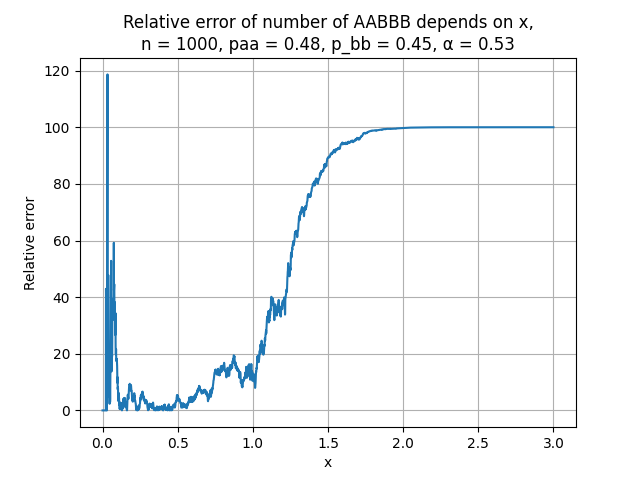 Relative error of number of AABBB depends on x,
n = 1000, paa = 0.48, p_bb = 0.45, α = 0.53
120
100
80
60
40
20
0
Relative error
0.0 0.5 1.0 1.5 2.0 2.5 3.0
x